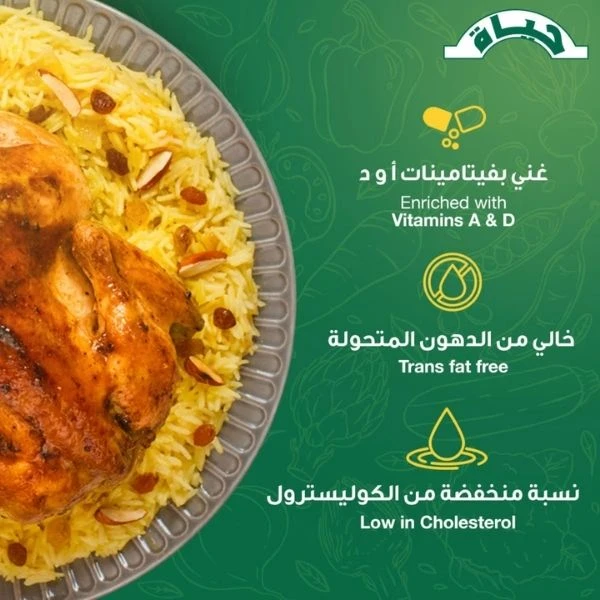 حياة
غني بفيتامينات أ و د
Enriched with
Vitamins A & D
خالي من الدهون المتحولة
Trans fat free
نسبة منخفضة من الكوليسترول
Low in Cholesterol